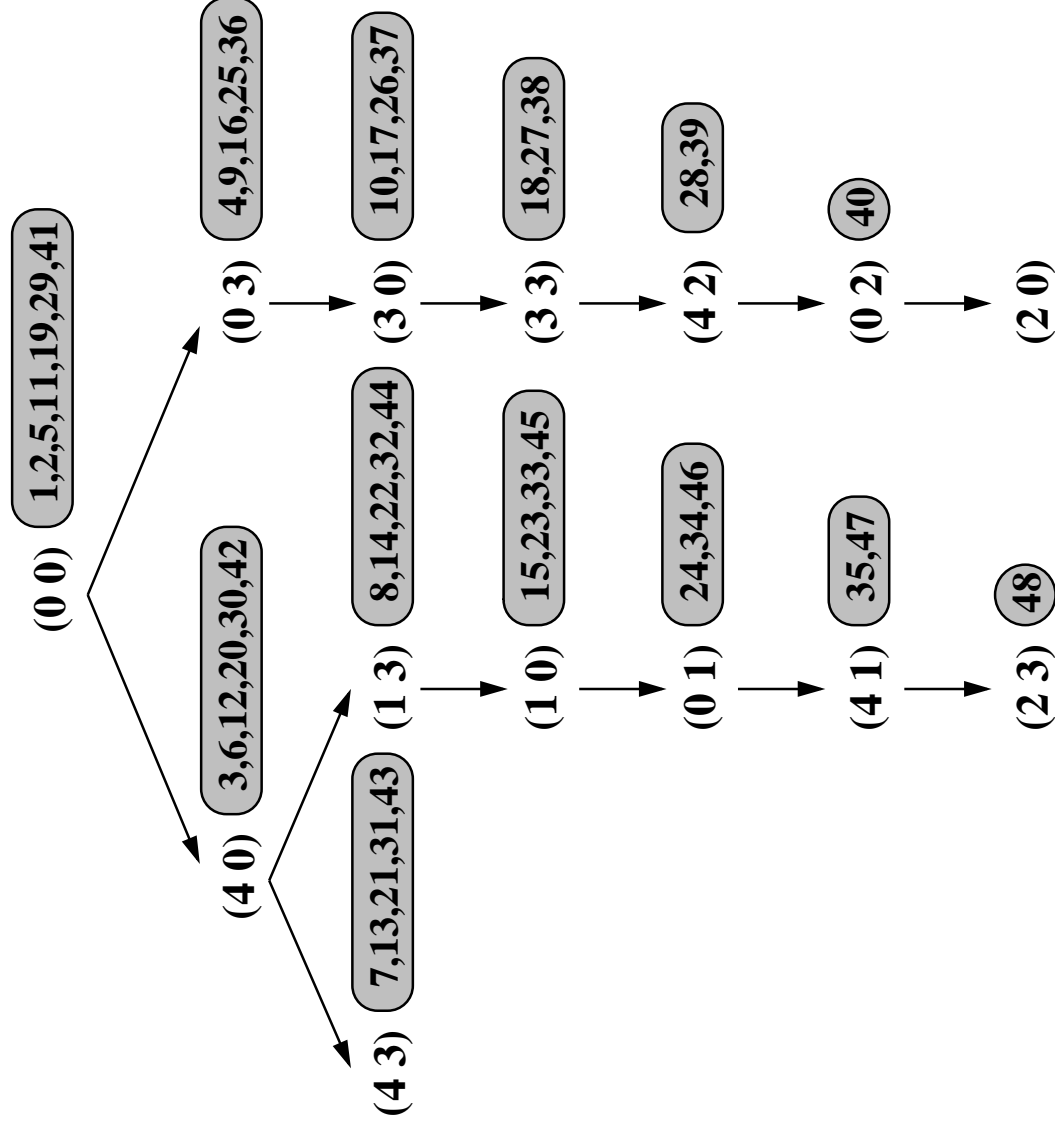 (0 0) 1,2,5,11,19,29,41
(4 0) 3,6,12,20,30,42
(0 3) 4,9,16,25,36
(4 3) 7,13,21,31,43
(1 3) 8,14,22,32,44
(3 0) 10,17,26,37
(1 0) 15,23,33,45
(3 3) 18,27,38
(0 1) 24,34,46
(4 2) 28,39
(4 1) 35,47
(0 2) 40
(2 3) 48
(2 0)